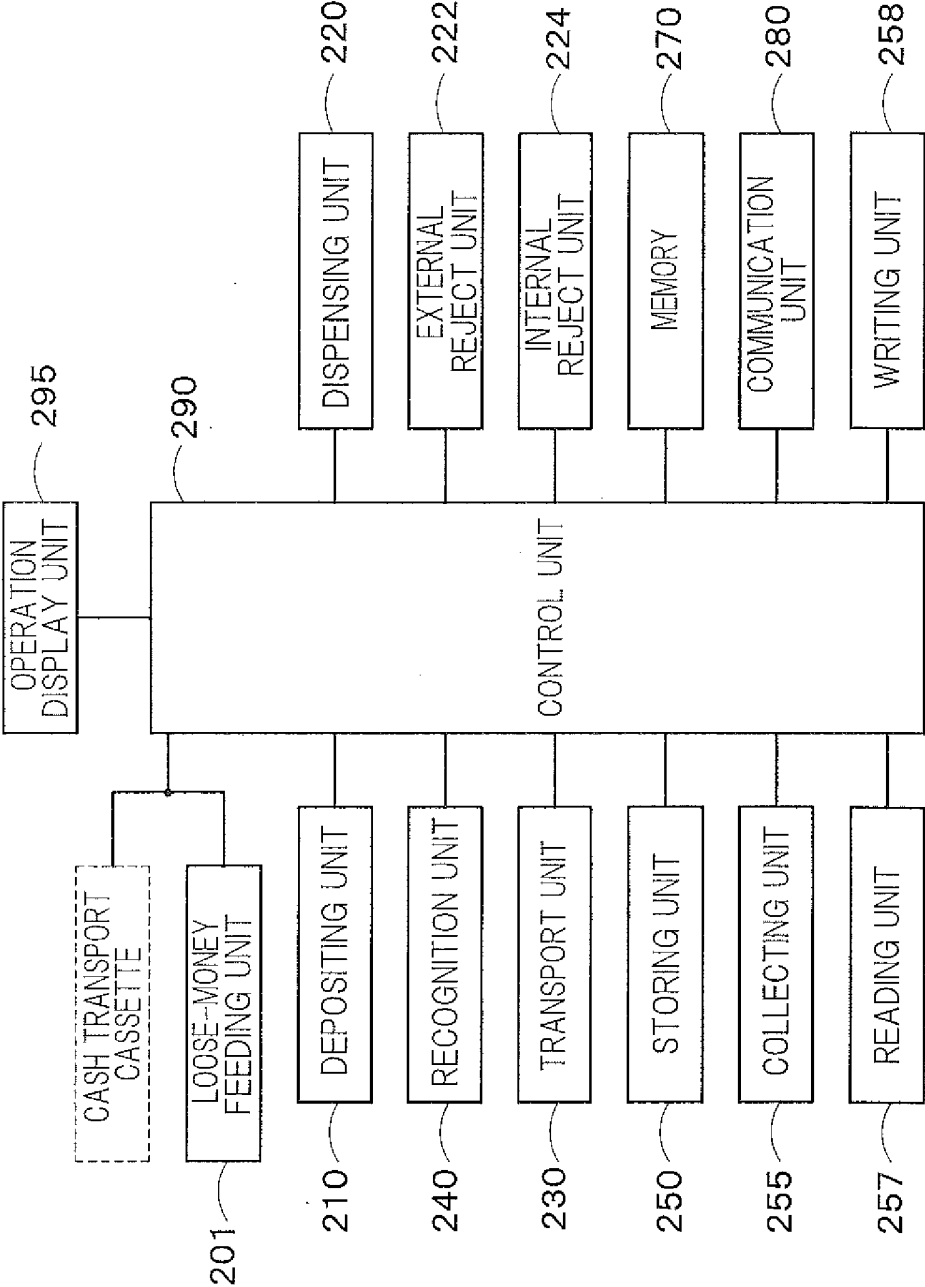 295
OPERATION
DISPLAY UNIT
290
CASH TRANSPORT
CASSETTE
LOOSE-MONEY
FEEDING UNIT
201
CONTROL UNIT
DEPOSITING UNIT
210
DISPENSING UNIT
220
RECOGNITION UNIT
240
EXTERNAL
REJECT UNIT
222
TRANSPORT UNIT
230
INTERNAL
REJECT UNIT
224
STORING UNIT
250
MEMORY
270
COLLECTING UNIT
255
COMMUNICATION
UNIT
280
READING UNIT
257
WRITING UNIT
258